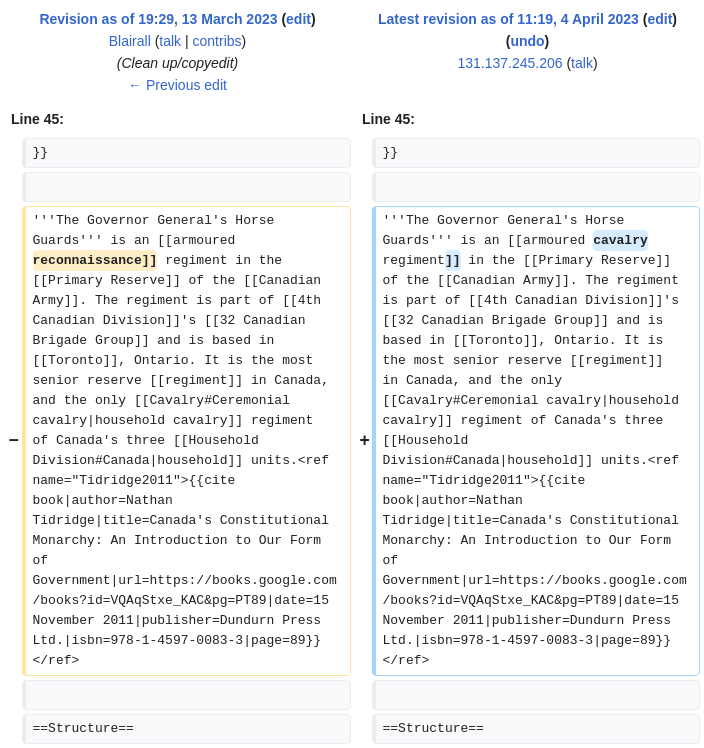 Revision as of 19:29, 13 March 2023 (edit)
Blairall (talk | contribs)
(Clean up/copyedit)
← Previous edit
Latest revision as of 11:19, 4 April 2023 (edit)
(undo)
131.137.245.206 (talk)
Line 45:
Line 45:
}}
}}
−
'''The Governor General's Horse
Guards''' is an [[armoured
reconnaissance]] regiment in the
[[Primary Reserve]] of the [[Canadian
Army]]. The regiment is part of [[4th
Canadian Division]]'s [[32 Canadian
Brigade Group]] and is based in
[[Toronto]], Ontario. It is the most
senior reserve [[regiment]] in Canada,
and the only [[Cavalry#Ceremonial
cavalry|household cavalry]] regiment
of Canada's three [[Household
Division#Canada|household]] units.<ref
name="Tidridge2011">{{cite
book|author=Nathan
Tidridge|title=Canada's Constitutional
Monarchy: An Introduction to Our Form
of
Government|url=https://books.google.com
/books?id=VQAqStxe_KAC&pg=PT89|date=15
November 2011|publisher=Dundurn Press
Ltd.|isbn=978-1-4597-0083-3|page=89}}
</ref>
+
'''The Governor General's Horse
Guards''' is an [[armoured cavalry
regiment]] in the [[Primary Reserve]]
of the [[Canadian Army]]. The regiment
is part of [[4th Canadian Division]]'s
[[32 Canadian Brigade Group]] and is
based in [[Toronto]], Ontario. It is
the most senior reserve [[regiment]]
in Canada, and the only
[[Cavalry#Ceremonial cavalry|household
cavalry]] regiment of Canada's three
[[Household
Division#Canada|household]] units.<ref
name="Tidridge2011">{{cite
book|author=Nathan
Tidridge|title=Canada's Constitutional
Monarchy: An Introduction to Our Form
of
Government|url=https://books.google.com
/books?id=VQAqStxe_KAC&pg=PT89|date=15
November 2011|publisher=Dundurn Press
Ltd.|isbn=978-1-4597-0083-3|page=89}}
</ref>
==Structure==
==Structure==